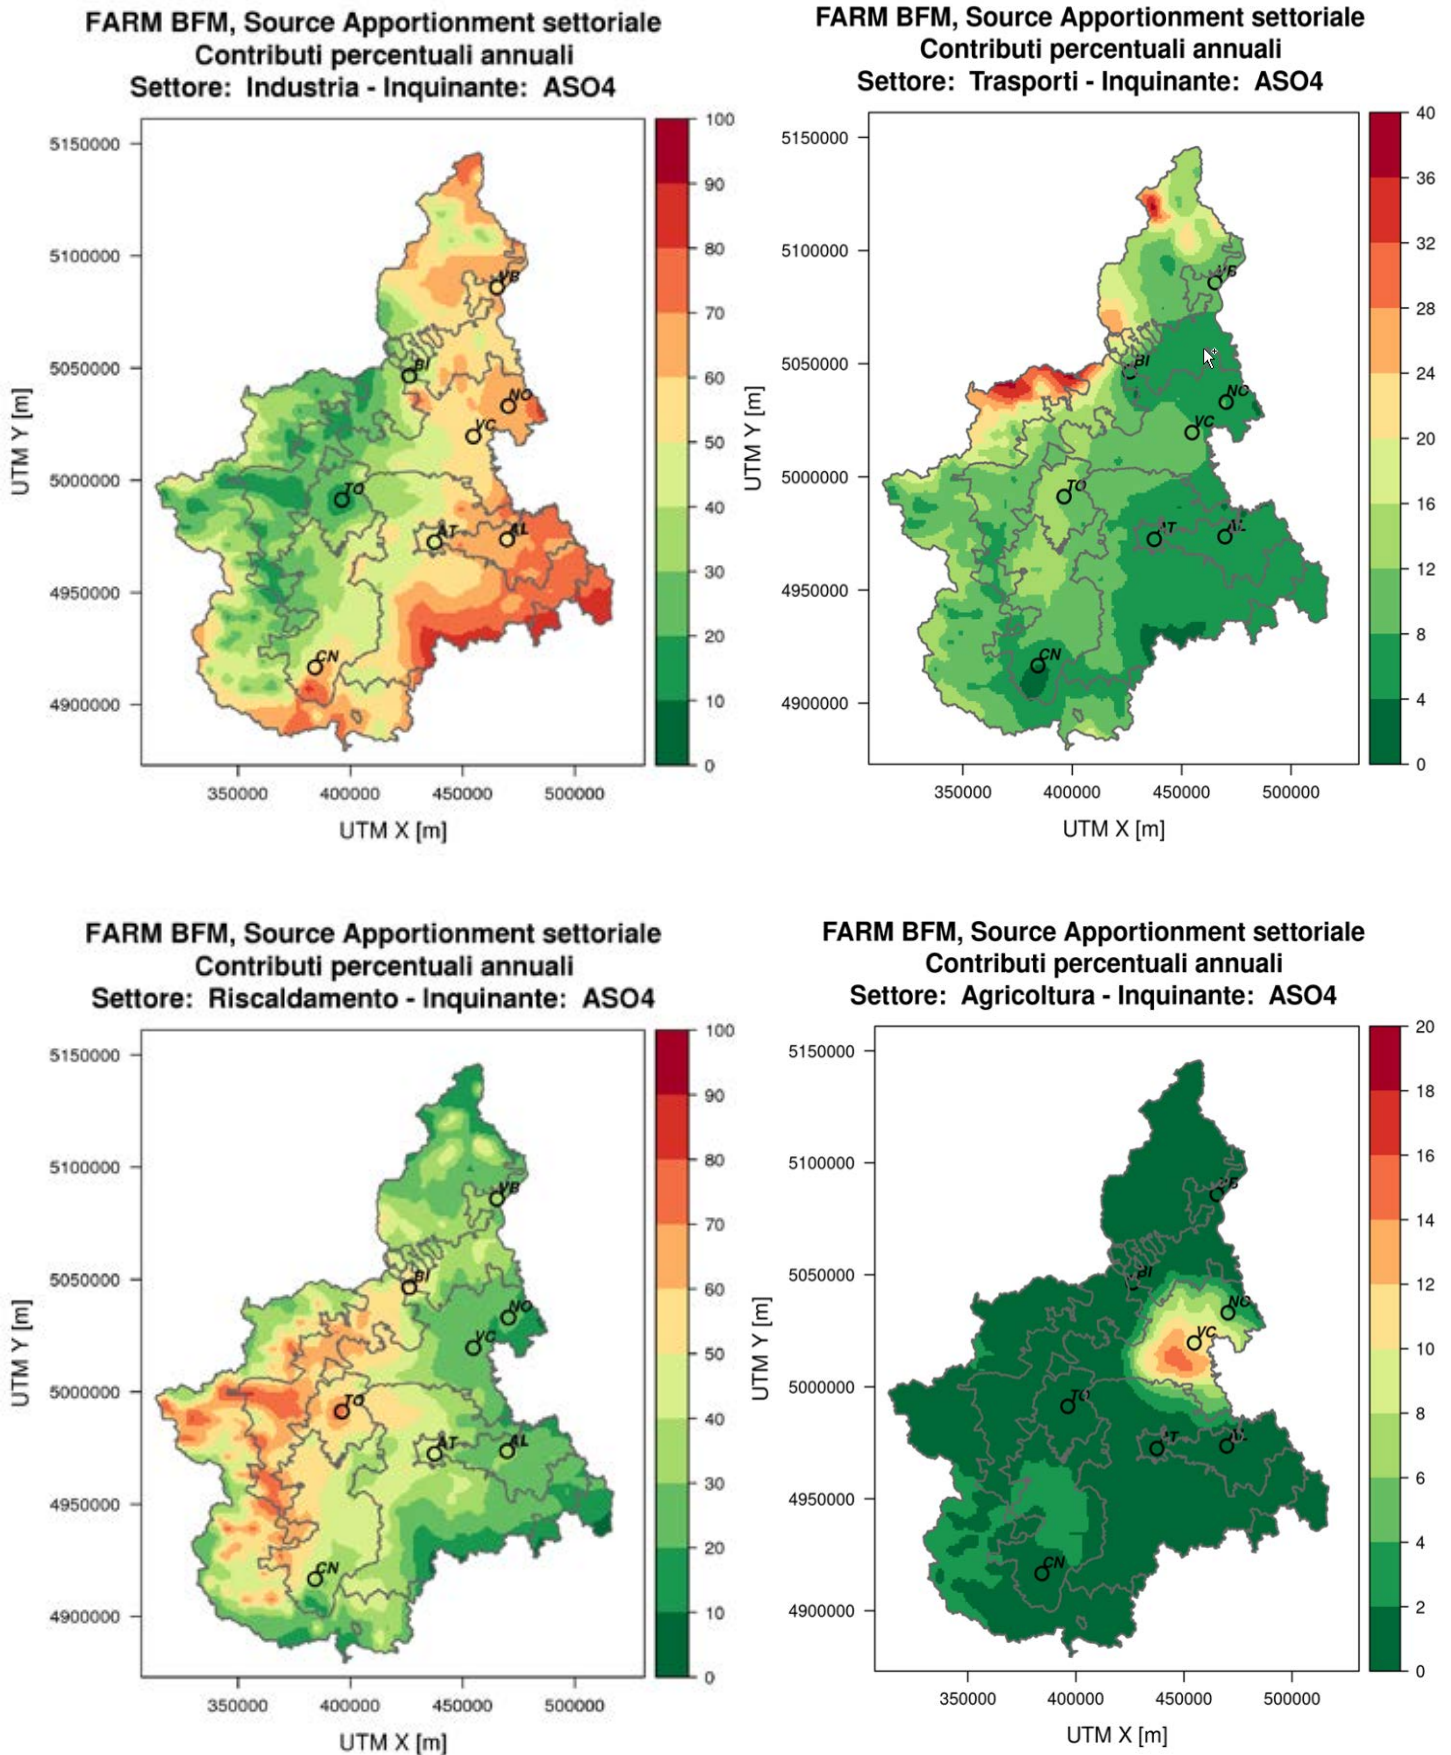 FARM BFM, Source Apportionment settoriale
Contributi percentuali annuali
Settore: Industria - Inquinante: ASO4
UTM Y [m]
5150000
5100000
5050000
5000000
4950000
4900000
VB
BI
NO
VC
TO
AT
AL
CN
350000 400000 450000 500000
UTM X [m]
100
90
80
70
60
50
40
30
20
10
0
FARM BFM, Source Apportionment settoriale
Contributi percentuali annuali
Settore: Trasporti - Inquinante: ASO4
UTM Y [m]
5150000
5100000
5050000
5000000
4950000
4900000
VB
BI
NO
VC
TO
AT
AL
CN
350000 400000 450000 500000
UTM X [m]
40
36
32
28
24
20
16
12
8
4
0
FARM BFM, Source Apportionment settoriale
Contributi percentuali annuali
Settore: Riscaldamento - Inquinante: ASO4
UTM Y [m]
5150000
5100000
5050000
5000000
4950000
4900000
VB
BI
NO
VC
TO
AT
AL
CN
350000 400000 450000 500000
UTM X [m]
100
90
80
70
60
50
40
30
20
10
0
FARM BFM, Source Apportionment settoriale
Contributi percentuali annuali
Settore: Agricoltura - Inquinante: ASO4
UTM Y [m]
5150000
5100000
5050000
5000000
4950000
4900000
VB
BI
NO
VC
TO
AT
AL
CN
350000 400000 450000 500000
UTM X [m]
20
18
16
14
12
10
8
6
4
2
0